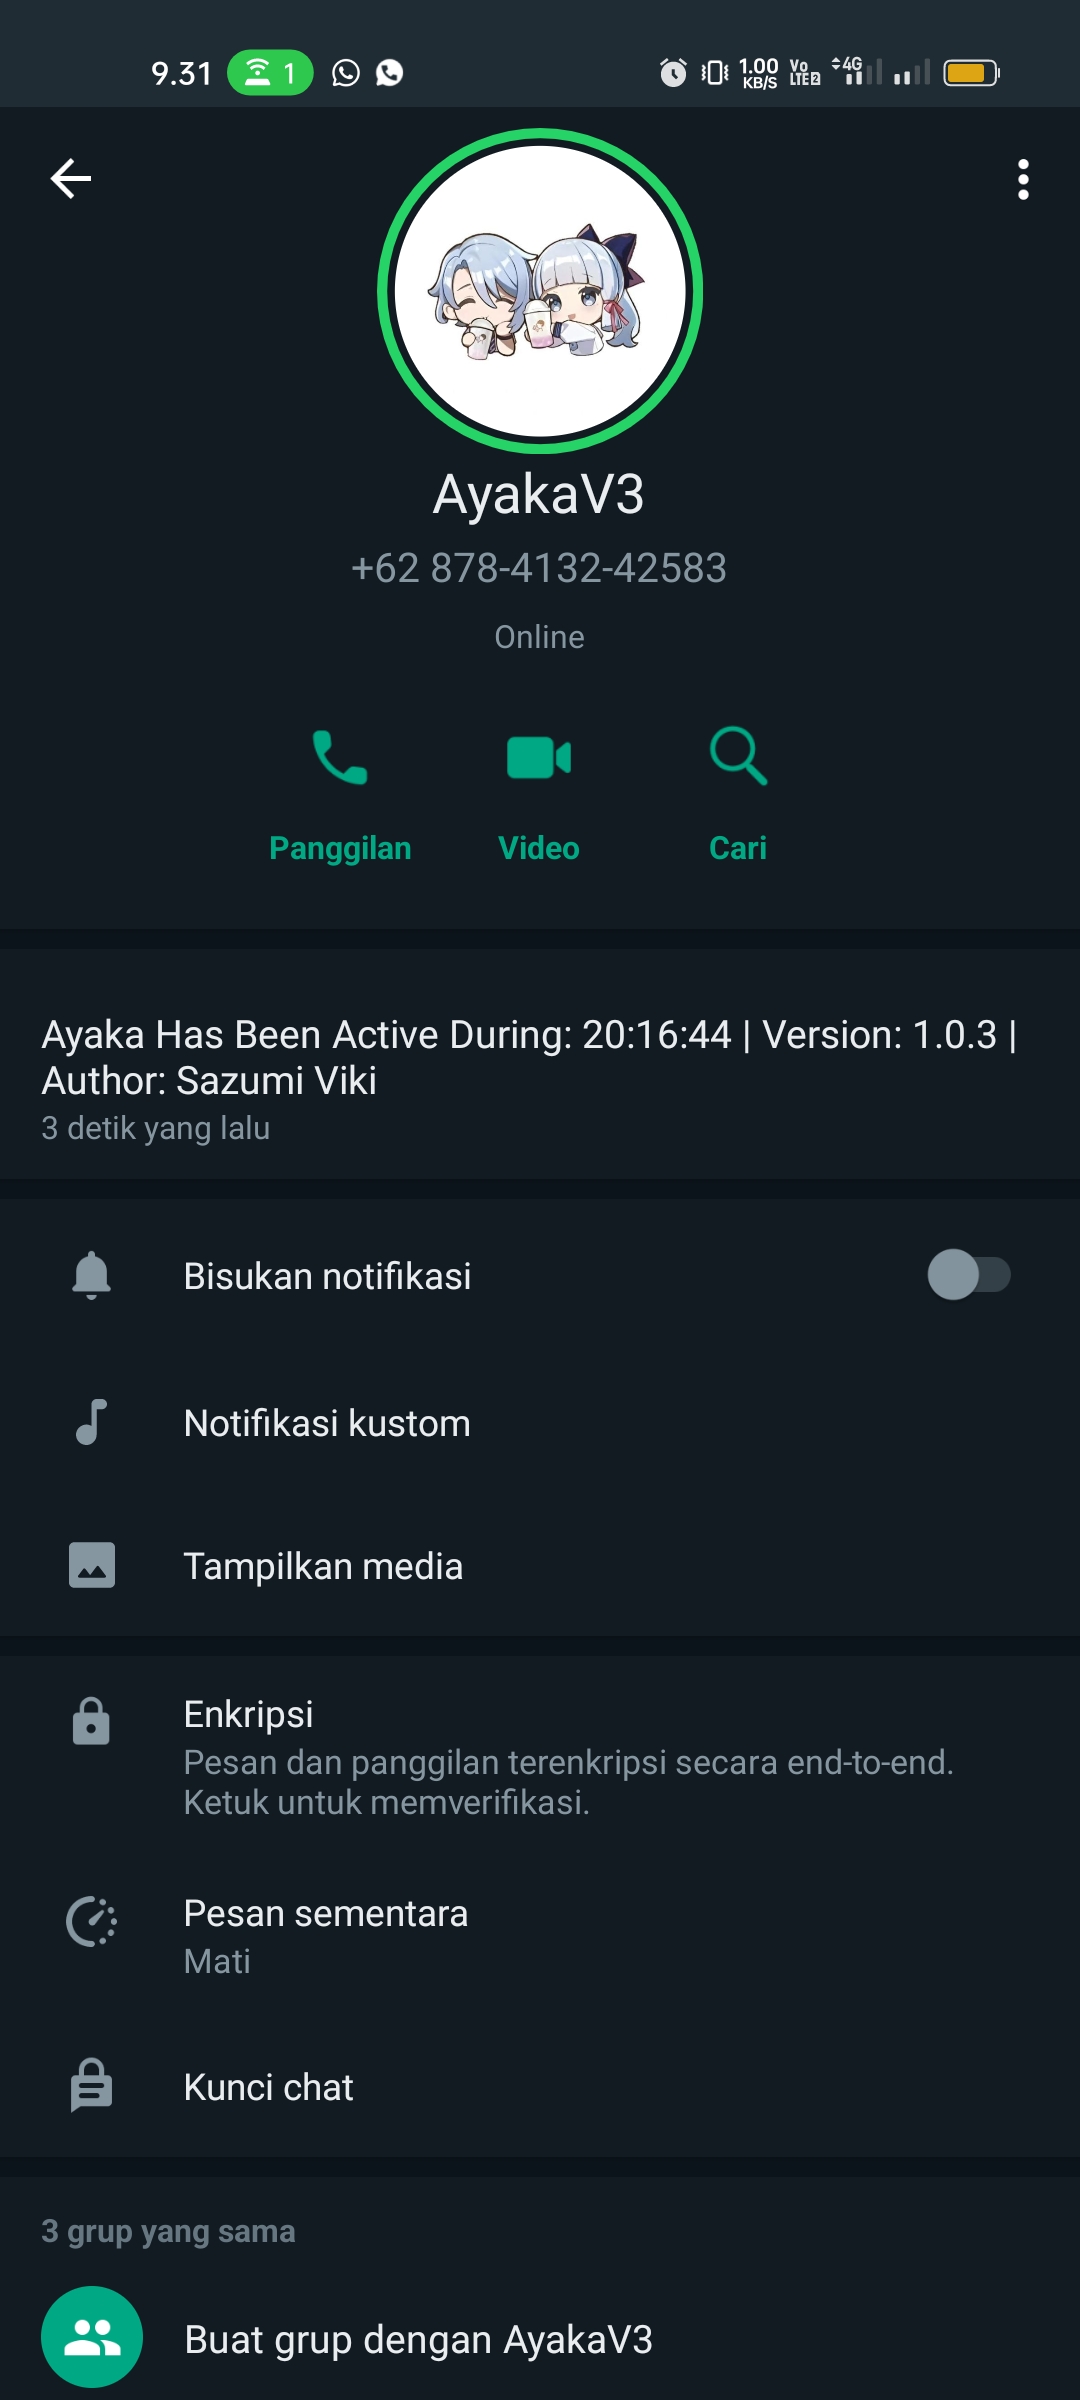 9.31
1
1.00
KB/S
Vo
LTE2
4G
AyakaV3
+62 878-4132-42583
Online
Panggilan
Video
Cari
Ayaka Has Been Active During: 20:16:44 | Version: 1.0.3 |
Author: Sazumi Viki
3 detik yang lalu
Bisukan notifikasi
Notifikasi kustom
Tampilkan media
Enkripsi
Pesan dan panggilan terenkripsi secara end-to-end.
Ketuk untuk memverifikasi.
Pesan sementara
Mati
Kunci chat
3 grup yang sama
Buat grup dengan AyakaV3